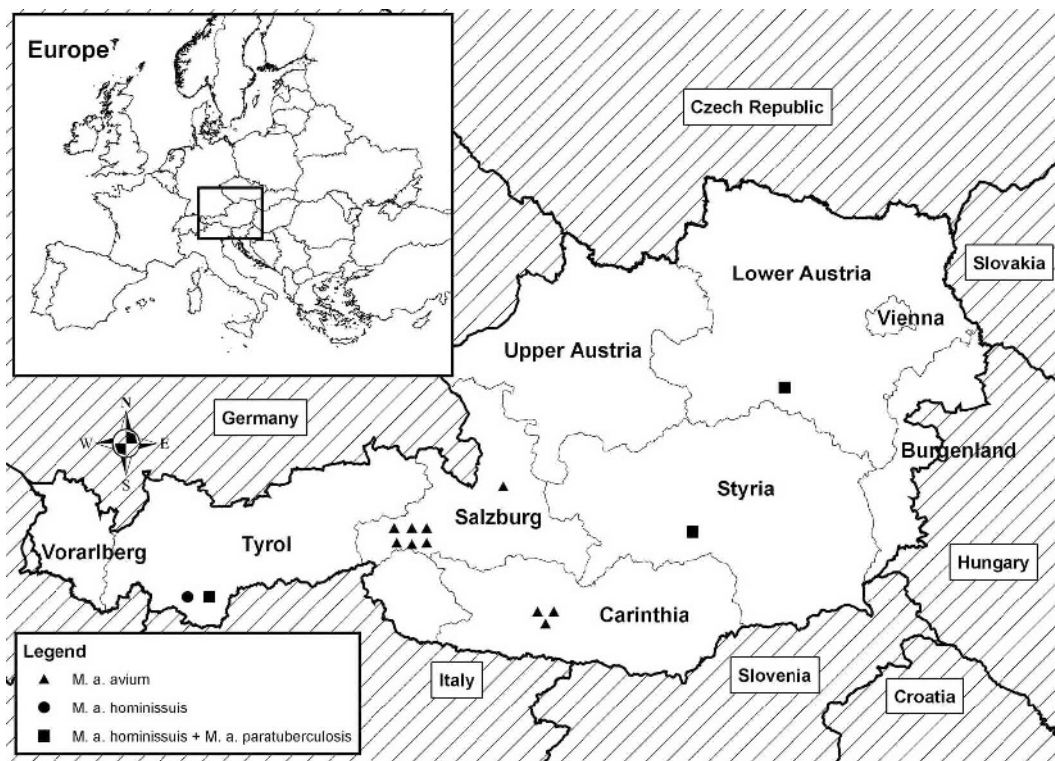 Europe
Czech Republic
Slovakia
Lower Austria
Vienna
Upper Austria
Germany
N
W
E
S
Burgenland
Styria
Salzburg
Tyrol
Vorarlberg
Hungary
Carinthia
Italy
Slovenia
Croatia
Legend
M. a. avium
M. a. hominissuis
M. a. hominissuis + M. a. paratuberculosis